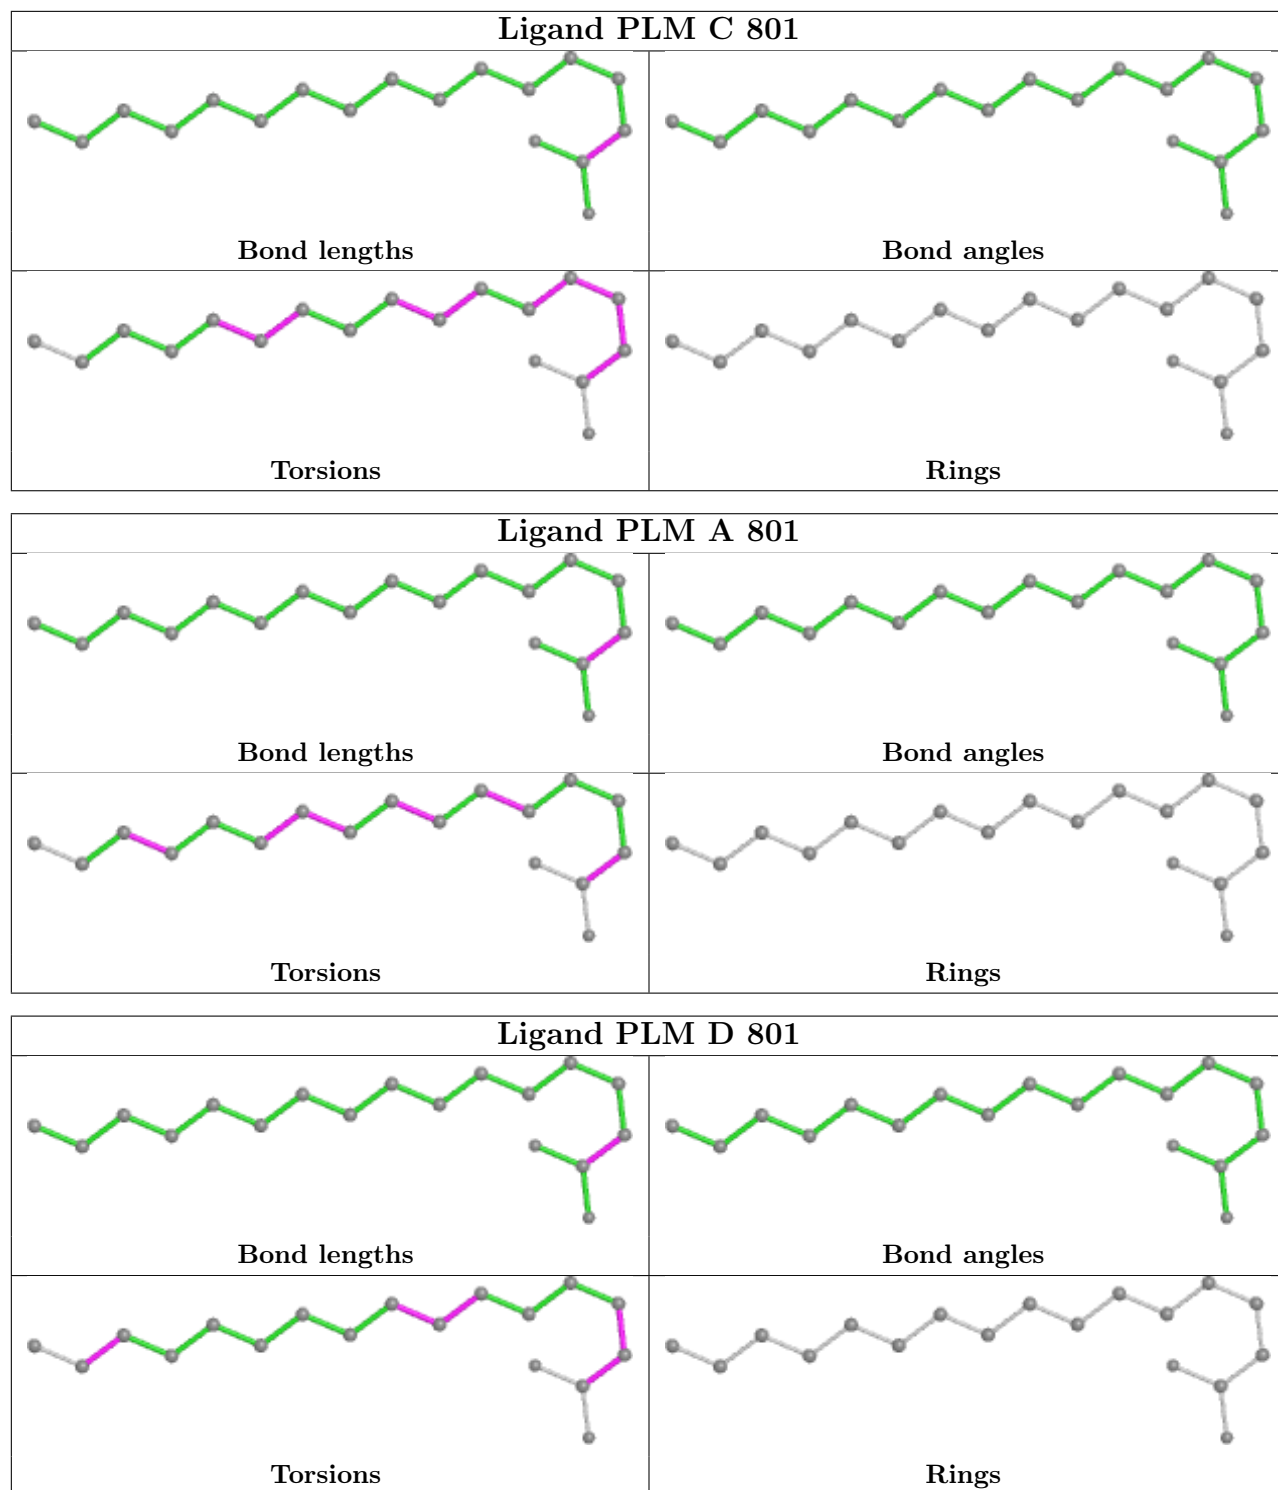 Ligand PLM C 801
Bond lengths
Bond angles
Torsions
Rings
Ligand PLM A 801
Bond lengths
Bond angles
Torsions
Rings
Ligand PLM D 801
Bond lengths
Bond angles
Torsions
Rings